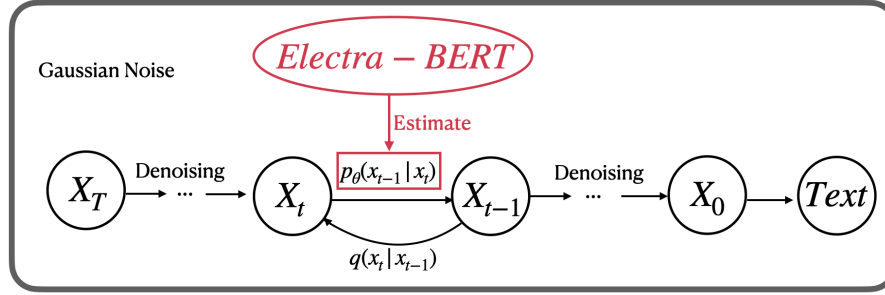 Electra – BERT
Gaussian Noise
Estimate
Denoising
Denoising
X_T
...
X_t
p_θ(x_{t-1}|x_t)
X_{t-1}
...
X_0
Text
q(x_t|x_{t-1})